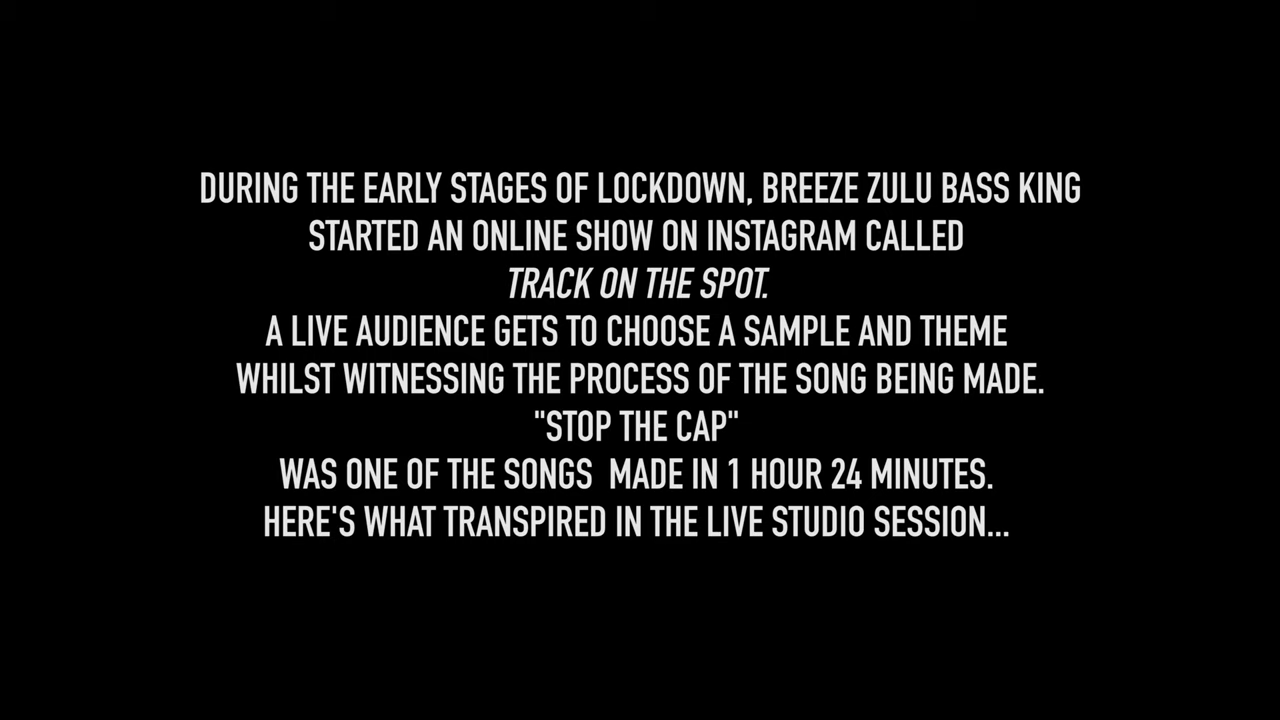 DURING THE EARLY STAGES OF LOCKDOWN, BREEZE ZULU BASS KING
STARTED AN ONLINE SHOW ON INSTAGRAM CALLED
TRACK ON THE SPOT.
A LIVE AUDIENCE GETS TO CHOOSE A SAMPLE AND THEME
WHILST WITNESSING THE PROCESS OF THE SONG BEING MADE.
"STOP THE CAP"
WAS ONE OF THE SONGS  MADE IN 1 HOUR 24 MINUTES.
HERE'S WHAT TRANSPIRED IN THE LIVE STUDIO SESSION...